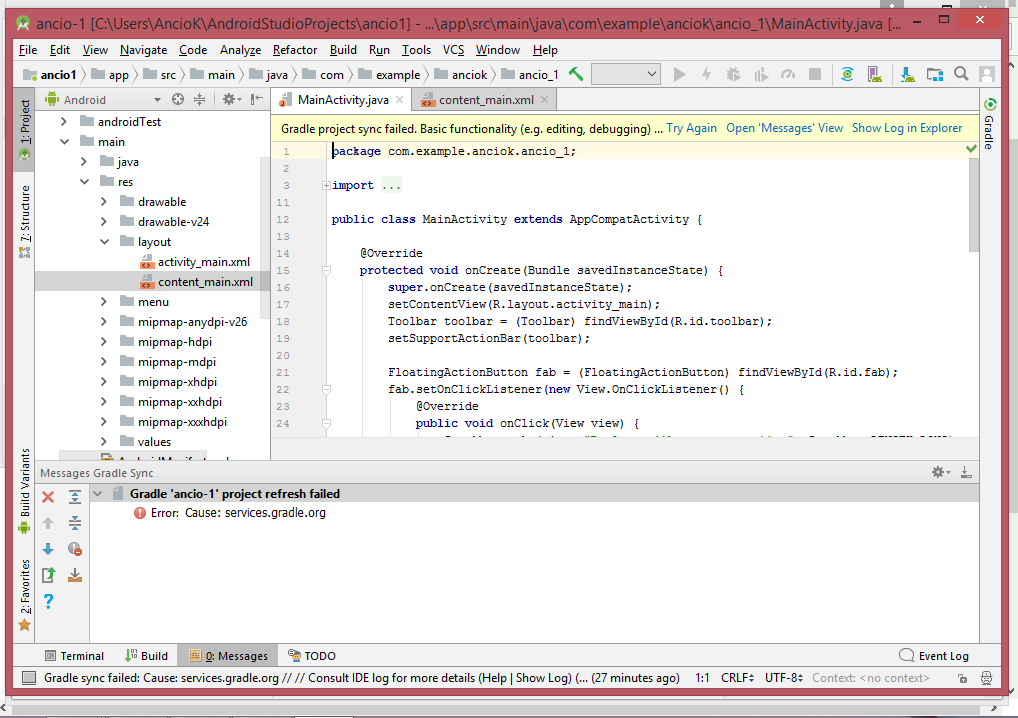 ancio-1 [C:\Users\AncioK\AndroidStudioProjects\ancio1] - ...\app\src\main\java\com\example\anciok\ancio_1\MainActivity.java [...
File Edit View Navigate Code Analyze Refactor Build Run Tools VCS Window Help
ancio1 app src main java com example anciok ancio_1
1: Project
Android
MainActivity.java
content_main.xml
Gradle
7: Structure
androidTest
main
java
res
drawable
drawable-v24
layout
activity_main.xml
content_main.xml
menu
mipmap-anydpi-v26
mipmap-hdpi
mipmap-mdpi
mipmap-xhdpi
mipmap-xxhdpi
mipmap-xxxhdpi
values
Gradle project sync failed. Basic functionality (e.g. editing, debugging) ... Try Again Open 'Messages' View Show Log in Explorer
1 package com.example.anciok.ancio_1;
2
3 import ...
11
12 public class MainActivity extends AppCompatActivity {
13
14 @Override
15 protected void onCreate(Bundle savedInstanceState) {
16 super.onCreate(savedInstanceState);
17 setContentView(R.layout.activity_main);
18 Toolbar toolbar = (Toolbar) findViewById(R.id.toolbar);
19 setSupportActionBar(toolbar);
20
21 FloatingActionButton fab = (FloatingActionButton) findViewById(R.id.fab);
22 fab.setOnClickListener(new View.OnClickListener() {
23 @Override
24 public void onClick(View view) {
Build Variants
2: Favorites
Messages Gradle Sync
Gradle 'ancio-1' project refresh failed
Error: Cause: services.gradle.org
Terminal Build 0: Messages TODO Event Log
Gradle sync failed: Cause: services.gradle.org // // Consult IDE log for more details (Help | Show Log) (... (27 minutes ago) 1:1 CRLF UTF-8 Context: <no context>